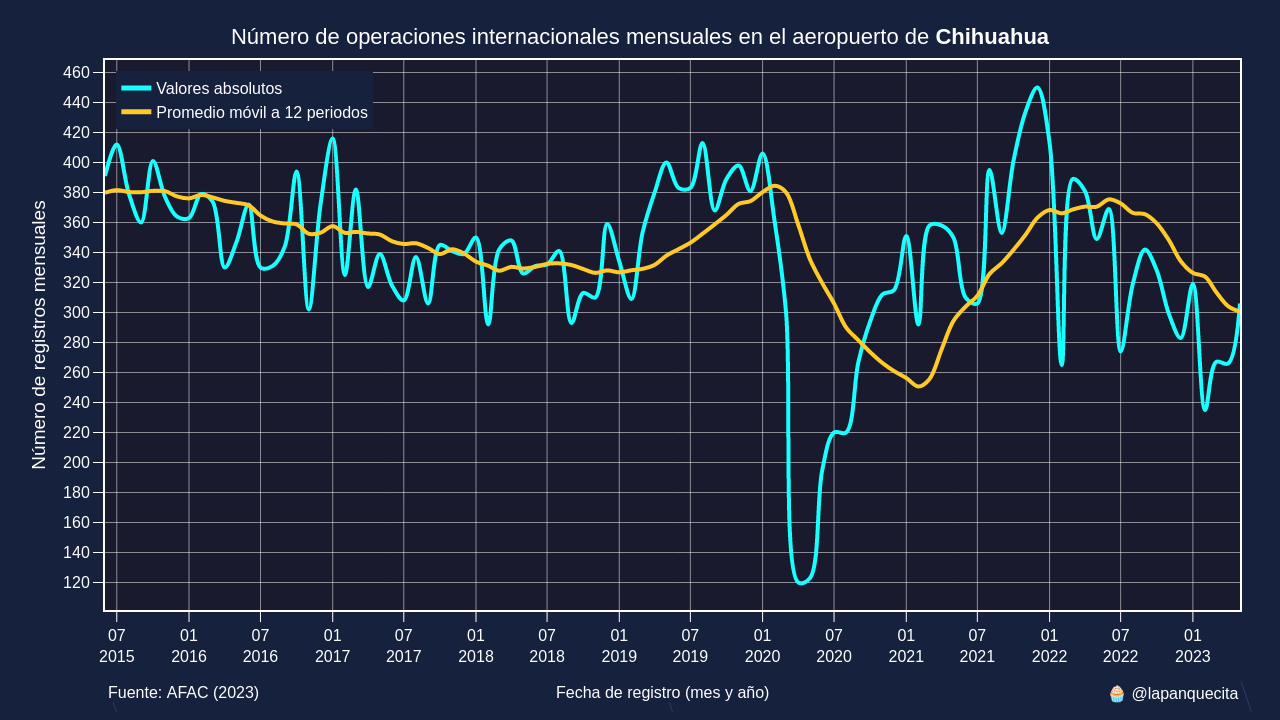 Número de operaciones internacionales mensuales en el aeropuerto de Chihuahua
Valores absolutos
Promedio móvil a 12 periodos
Número de registros mensuales
460
440
420
400
380
360
340
320
300
280
260
240
220
200
180
160
140
120
07 01 07 01 07 01 07 01 07 01 07 01 07 01 07 01
2015 2016 2016 2017 2017 2018 2018 2019 2019 2020 2020 2021 2021 2022 2022 2023
Fuente: AFAC (2023)
Fecha de registro (mes y año)
🧁 @lapanquecita